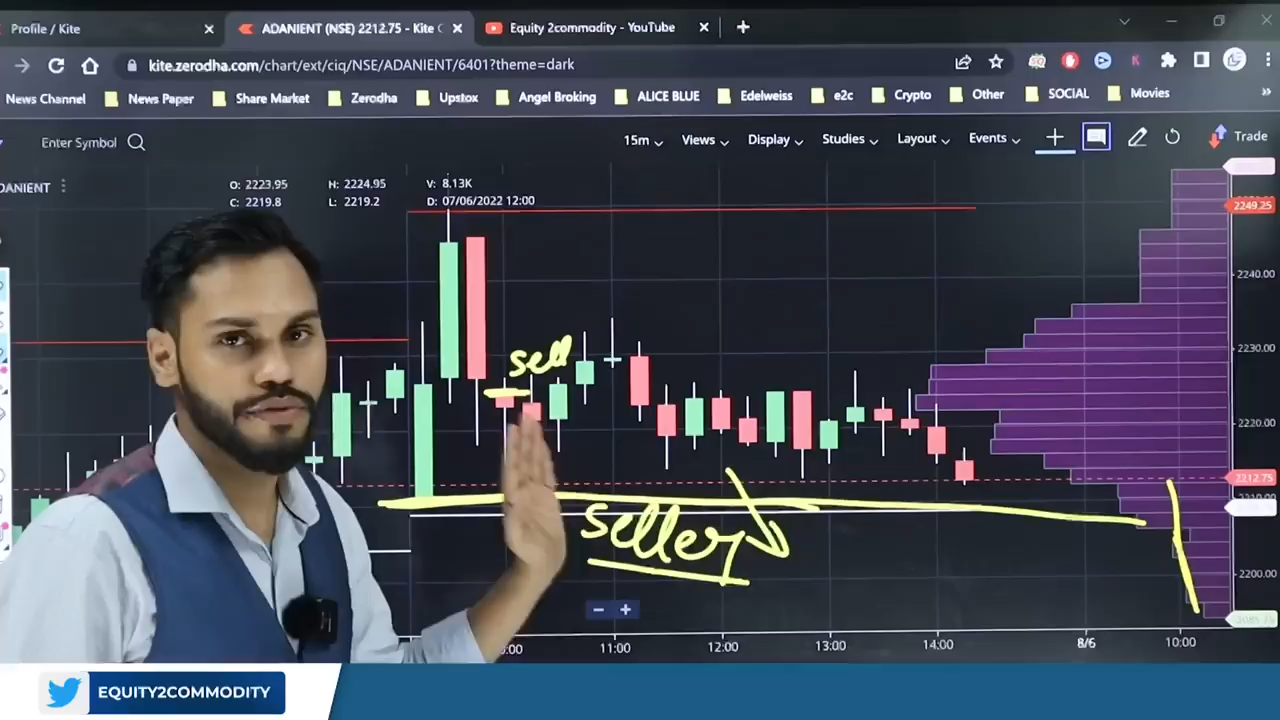 Profile / Kite
ADANIENT (NSE) 2212.75 - Kite C
Equity 2commodity - YouTube
kite.zerodha.com/chart/ext/ciq/NSE/ADANIENT/6401?theme=dark
News Channel News Paper Share Market Zerodha Upstox Angel Broking ALICE BLUE Edelweiss e2c Crypto Other SOCIAL Movies
Enter Symbol 15m Views Display Studies Layout Events Trade
ADANIENT
O: 2223.95 H: 2224.95 V: 8.13K
C: 2219.8 L: 2219.2 D: 07/06/2022 12:00
2249.25
2240.00
2230.00
sell
2220.00
2212.75
seller
2200.00
11:00 12:00 13:00 14:00 8/6 10:00
EQUITY2COMMODITY